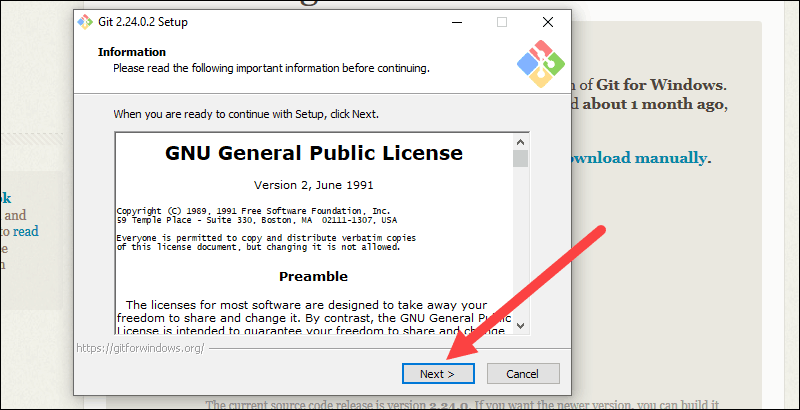 Git 2.24.0.2 Setup
Information
Please read the following important information before continuing.
When you are ready to continue with Setup, click Next.
GNU General Public License
Version 2, June 1991
Copyright (C) 1989, 1991 Free Software Foundation, Inc.
59 Temple Place - Suite 330, Boston, MA  02111-1307, USA
Everyone is permitted to copy and distribute verbatim copies
of this license document, but changing it is not allowed.
Preamble
The licenses for most software are designed to take away your
freedom to share and change it. By contrast, the GNU General Public
License is intended to guarantee your freedom to share and change
https://gitforwindows.org/
Next >
Cancel
of Git for Windows.
about 1 month ago,
download manually.
and
to read
The current source code release is version 2.24.0. If you want the newer version, you can build it